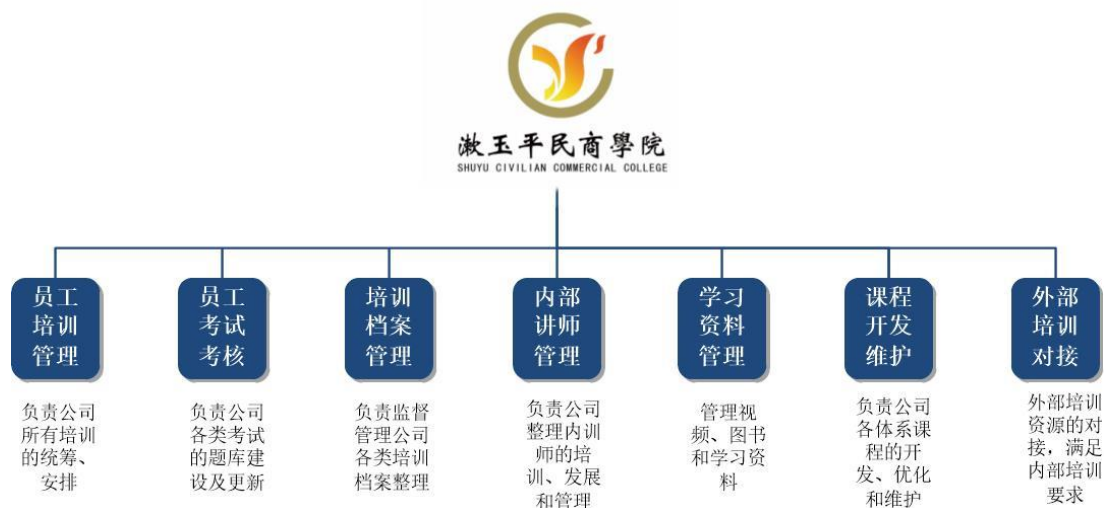 漱玉平民商學院
SHUYU CIVILIAN COMMERCIAL COLLEGE
员工
培训
管理
员工
考试
考核
培训
档案
管理
内部
讲师
管理
学习
资料
管理
课程
开发
维护
外部
培训
对接
负责公司
所有培训
的统筹、
安排
负责公司
各类考试
的题库建
设及更新
负责监督
管理公司
各类培训
档案整理
负责公司
整理内训
师的培
训、发展
和管理
管理视
频、图书
和学习资
料
负责公司
各体系课
程的开
发、优化
和维护
外部培训
资源的对
接，满足
内部培训
要求